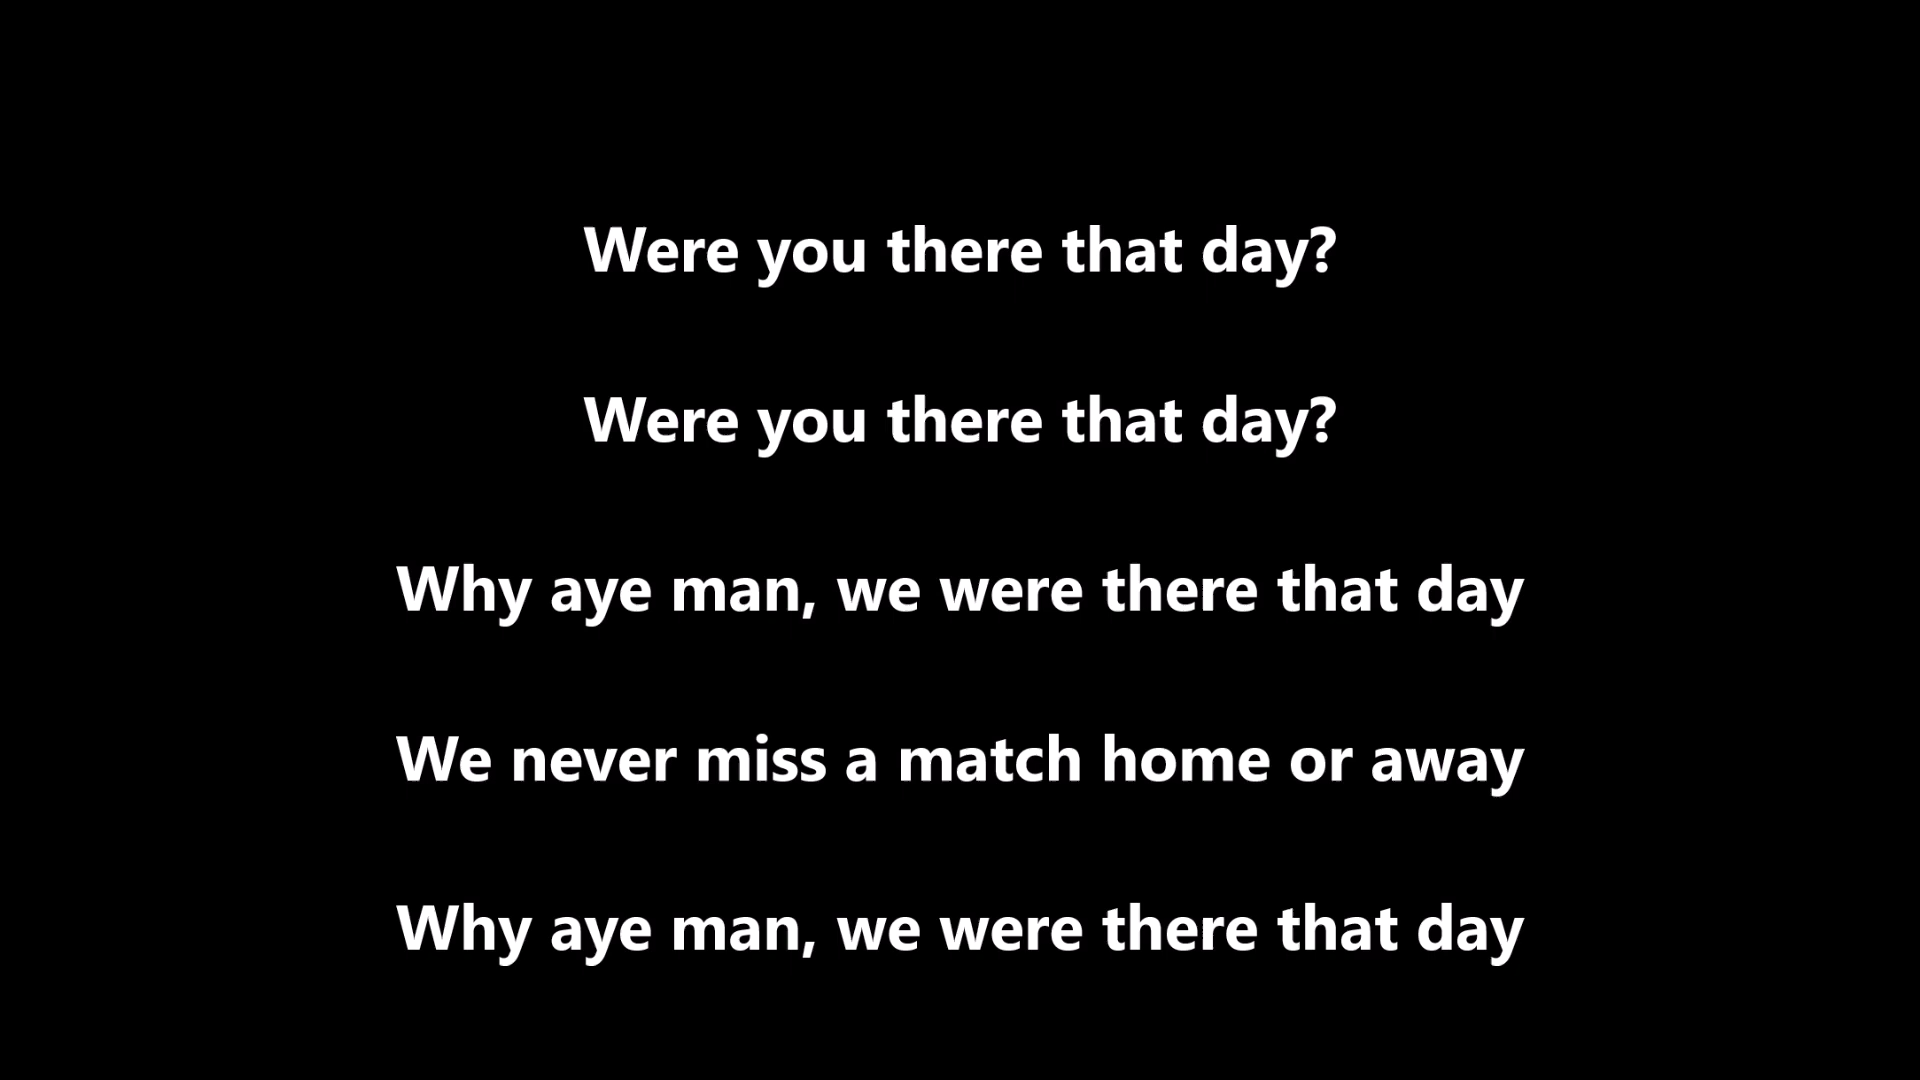 Were you there that day?
Were you there that day?
Why aye man, we were there that day
We never miss a match home or away
Why aye man, we were there that day